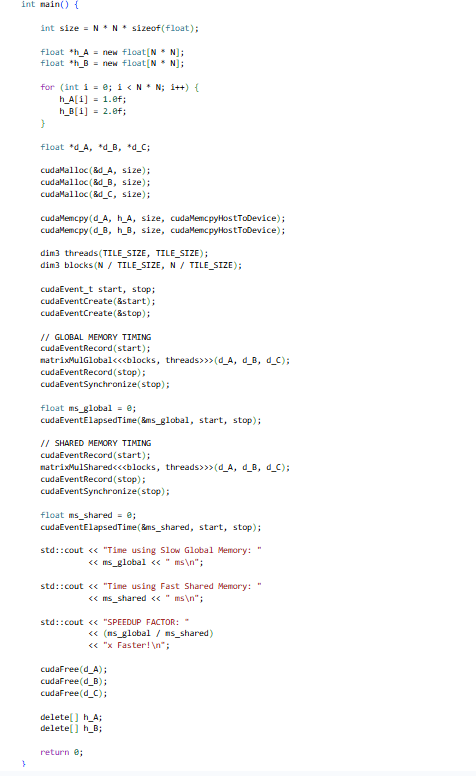 int main() {
int size = N * N * sizeof(float);
float *h_A = new float[N * N];
float *h_B = new float[N * N];
for (int i = 0; i < N * N; i++) {
h_A[i] = 1.0f;
h_B[i] = 2.0f;
}
float *d_A, *d_B, *d_C;
cudaMalloc(&d_A, size);
cudaMalloc(&d_B, size);
cudaMalloc(&d_C, size);
cudaMemcpy(d_A, h_A, size, cudaMemcpyHostToDevice);
cudaMemcpy(d_B, h_B, size, cudaMemcpyHostToDevice);
dim3 threads(TILE_SIZE, TILE_SIZE);
dim3 blocks(N / TILE_SIZE, N / TILE_SIZE);
cudaEvent_t start, stop;
cudaEventCreate(&start);
cudaEventCreate(&stop);
// GLOBAL MEMORY TIMING
cudaEventRecord(start);
matrixMulGlobal<<<blocks, threads>>>(d_A, d_B, d_C);
cudaEventRecord(stop);
cudaEventSynchronize(stop);
float ms_global = 0;
cudaEventElapsedTime(&ms_global, start, stop);
// SHARED MEMORY TIMING
cudaEventRecord(start);
matrixMulShared<<<blocks, threads>>>(d_A, d_B, d_C);
cudaEventRecord(stop);
cudaEventSynchronize(stop);
float ms_shared = 0;
cudaEventElapsedTime(&ms_shared, start, stop);
std::cout << "Time using Slow Global Memory: "
<< ms_global << " ms\n";
std::cout << "Time using Fast Shared Memory: "
<< ms_shared << " ms\n";
std::cout << "SPEEDUP FACTOR: "
<< (ms_global / ms_shared)
<< "x Faster!\n";
cudaFree(d_A);
cudaFree(d_B);
cudaFree(d_C);
delete[] h_A;
delete[] h_B;
return 0;
}